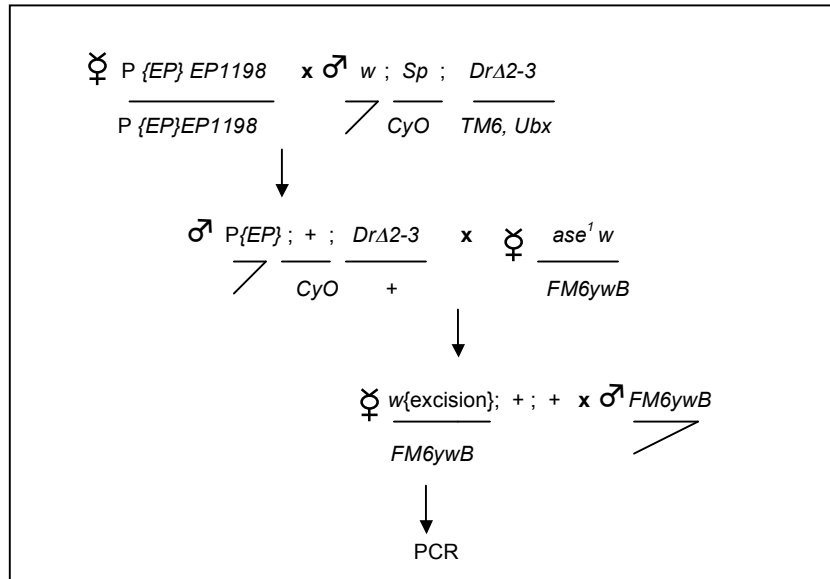 ☿ P {EP} EP1198 x ♂ w ; Sp ; DrΔ2-3
P {EP}EP1198 CyO TM6, Ubx
♂ P{EP} ; + ; DrΔ2-3 x ☿ ase¹ w
CyO + FM6ywB
☿ w{excision}; + ; + x ♂ FM6ywB
FM6ywB
PCR